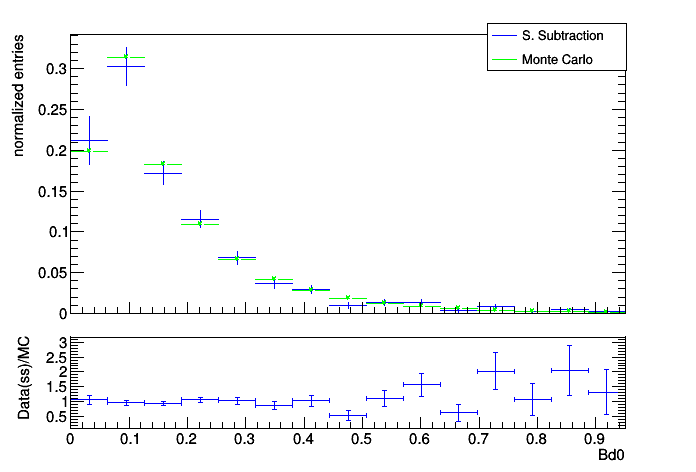 S. Subtraction
Monte Carlo
normalized entries
0.3
0.25
0.2
0.15
0.1
0.05
0
Data(ss)/MC
3
2.5
2
1.5
1
0.5
0 0.1 0.2 0.3 0.4 0.5 0.6 0.7 0.8 0.9
Bd0